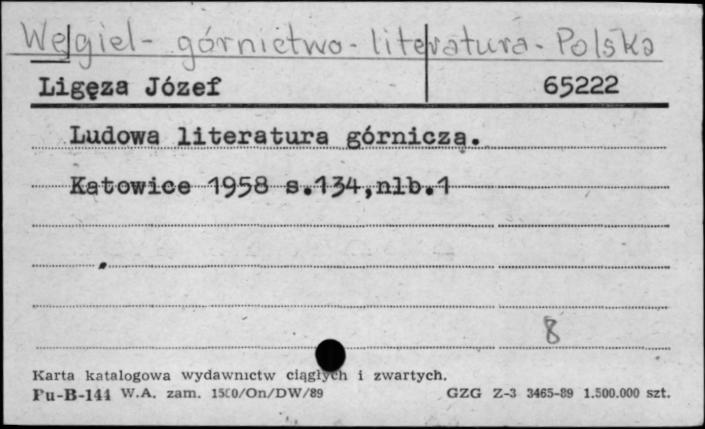 Węgiel - górnictwo - literatura - Polska
Ligęza Józef 65222
Ludowa literatura górniczą.
Katowice 1958 s.134,nlb.1
8
Karta katalogowa wydawnictw ciągłych i zwartych.
Pu-B-144 W.A. zam. 1500/On/DW/89 GZG Z-3 3465-89 1.500.000 szt.